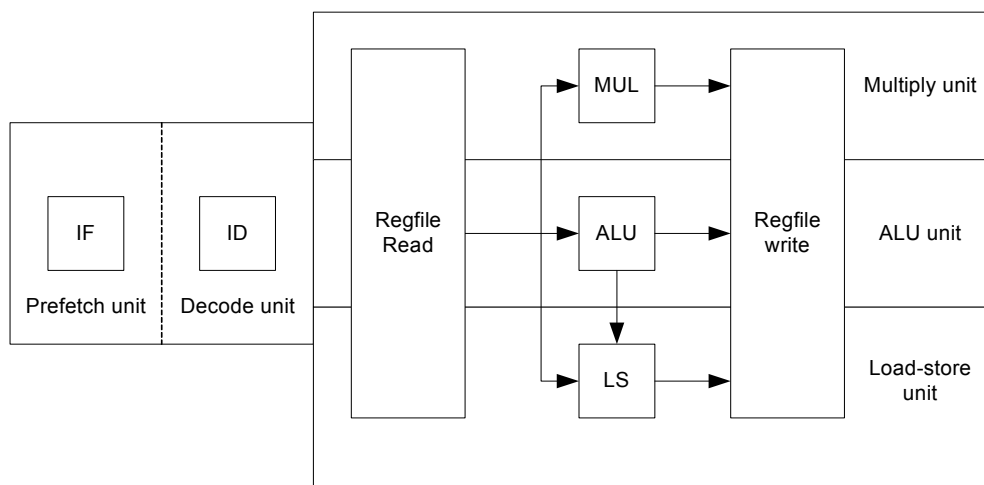 MUL
Multiply unit
IF
ID
Regfile
Read
ALU
Regfile
write
ALU unit
Prefetch unit
Decode unit
LS
Load-store
unit